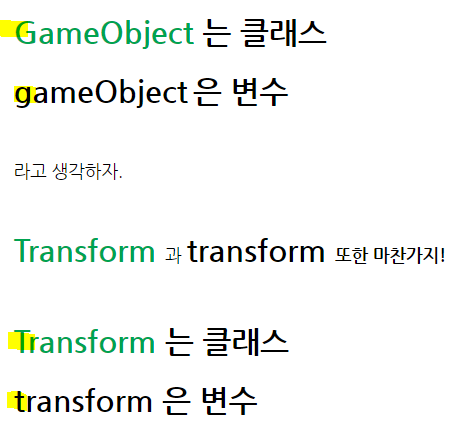 GameObject 는 클래스
gameObject 은 변수
라고 생각하자.
Transform 과 transform 또한 마찬가지!
Transform 는 클래스
transform 은 변수